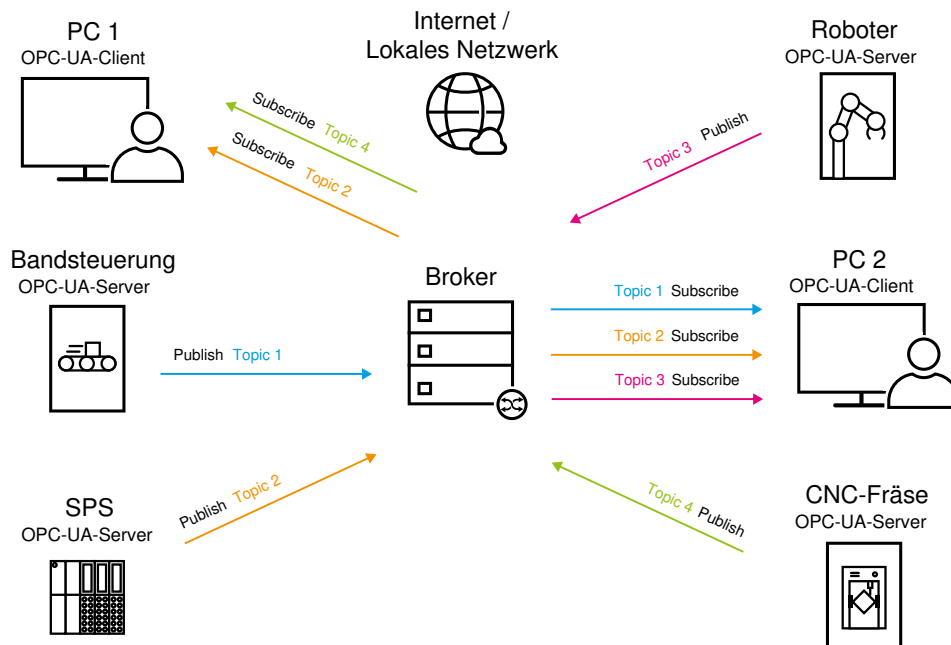 PC 1
OPC-UA-Client
Internet /
Lokales Netzwerk
Roboter
OPC-UA-Server
Subscribe Topic 4
Subscribe Topic 2
Topic 3 Publish
Bandsteuerung
OPC-UA-Server
Publish Topic 1
Broker
Topic 1 Subscribe
Topic 2 Subscribe
Topic 3 Subscribe
PC 2
OPC-UA-Client
SPS
OPC-UA-Server
Publish Topic 2
Topic 4 Publish
CNC-Fräse
OPC-UA-Server